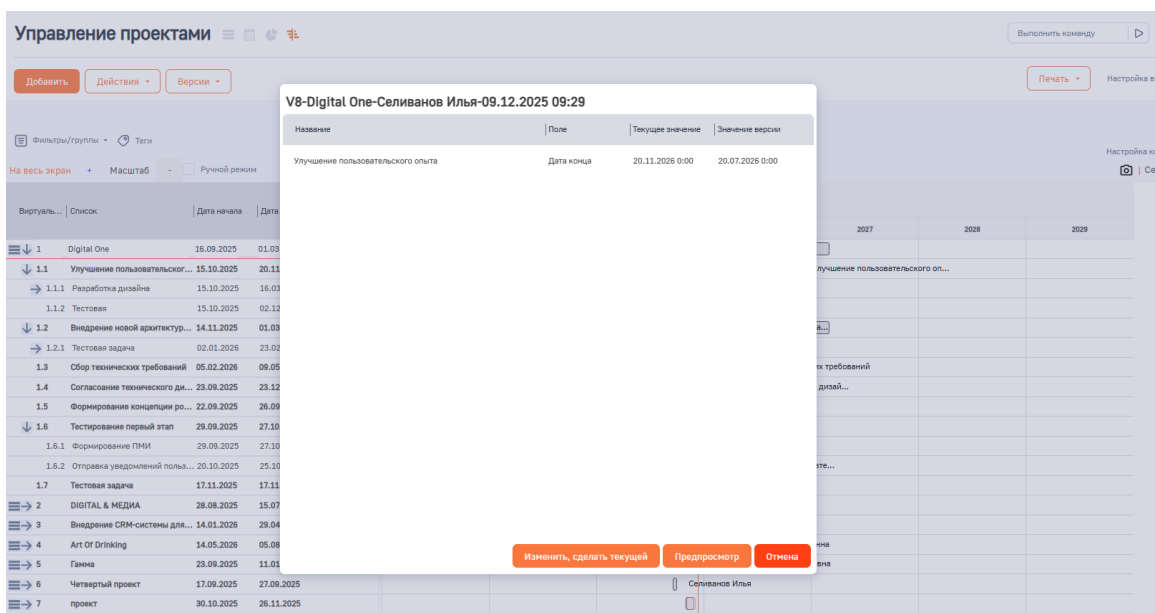 Управление проектами
Выполнить команду
Добавить Действия Версии
Печать Настройка в
V8-Digital One-Селиванов Илья-09.12.2025 09:29
Название Поле Текущее значение Значение версии
Улучшение пользовательского опыта Дата конца 20.11.2026 0:00 20.07.2026 0:00
Фильтры/группы Теги
Настройка к
На весь экран + Масштаб - Ручной режим
Се
Виртуаль... Список Дата начала Дата
2027 2028 2029
1 Digital One 16.09.2025 01.03
1.1 Улучшение пользовательског... 15.10.2025 20.11 лучшение пользовательского оп...
1.1.1 Разработка дизайна 15.10.2025 16.03
1.1.2 Тестовая 15.10.2025 02.12
1.2 Внедрение новой архитектур... 14.11.2025 01.03 а...
1.2.1 Тестовая задача 02.01.2026 23.02
1.3 Сбор технических требований 05.02.2026 09.05 их требований
1.4 Согласоание технического ди... 23.09.2025 23.12 дизай...
1.5 Формирование концепции ро... 22.09.2025 26.09
1.6 Тестирование первый этап 29.09.2025 27.10
1.6.1 Формирование ПМИ 29.09.2025 27.10
1.6.2 Отправка уведомлений польз... 20.10.2025 25.10 ате...
1.7 Тестовая задача 17.11.2025 17.11
2 DIGITAL & МЕДИА 28.08.2025 15.07
3 Внедрение CRM-системы для... 14.01.2026 29.04
Изменить, сделать текущей Предпросмотр Отмена
4 Art Of Drinking 14.05.2026 05.08 нна
5 Гамма 23.09.2025 11.01 вна
6 Четвертый проект 17.09.2025 27.09.2025 Селиванов Илья
7 проект 30.10.2025 26.11.2025